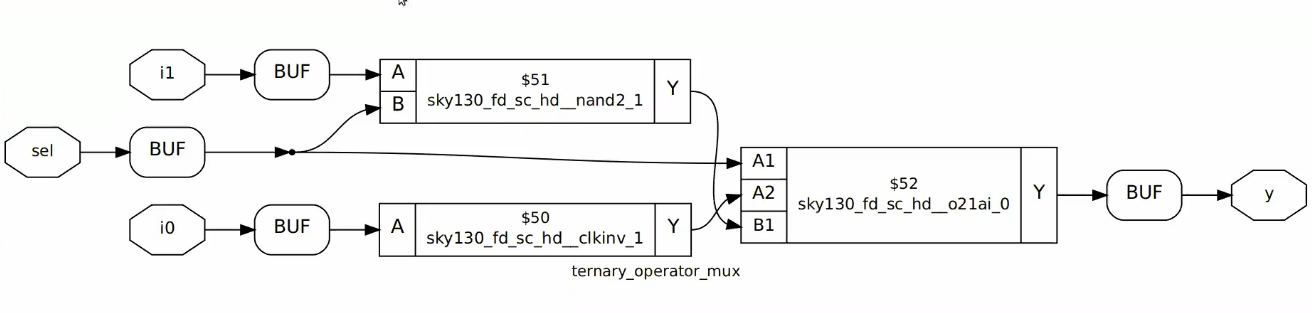 i1
BUF
A
B
$51
sky130_fd_sc_hd__nand2_1
Y
sel
BUF
A1
A2
B1
$52
sky130_fd_sc_hd__o21ai_0
Y
BUF
y
i0
BUF
A
$50
sky130_fd_sc_hd__clkinv_1
Y
ternary_operator_mux